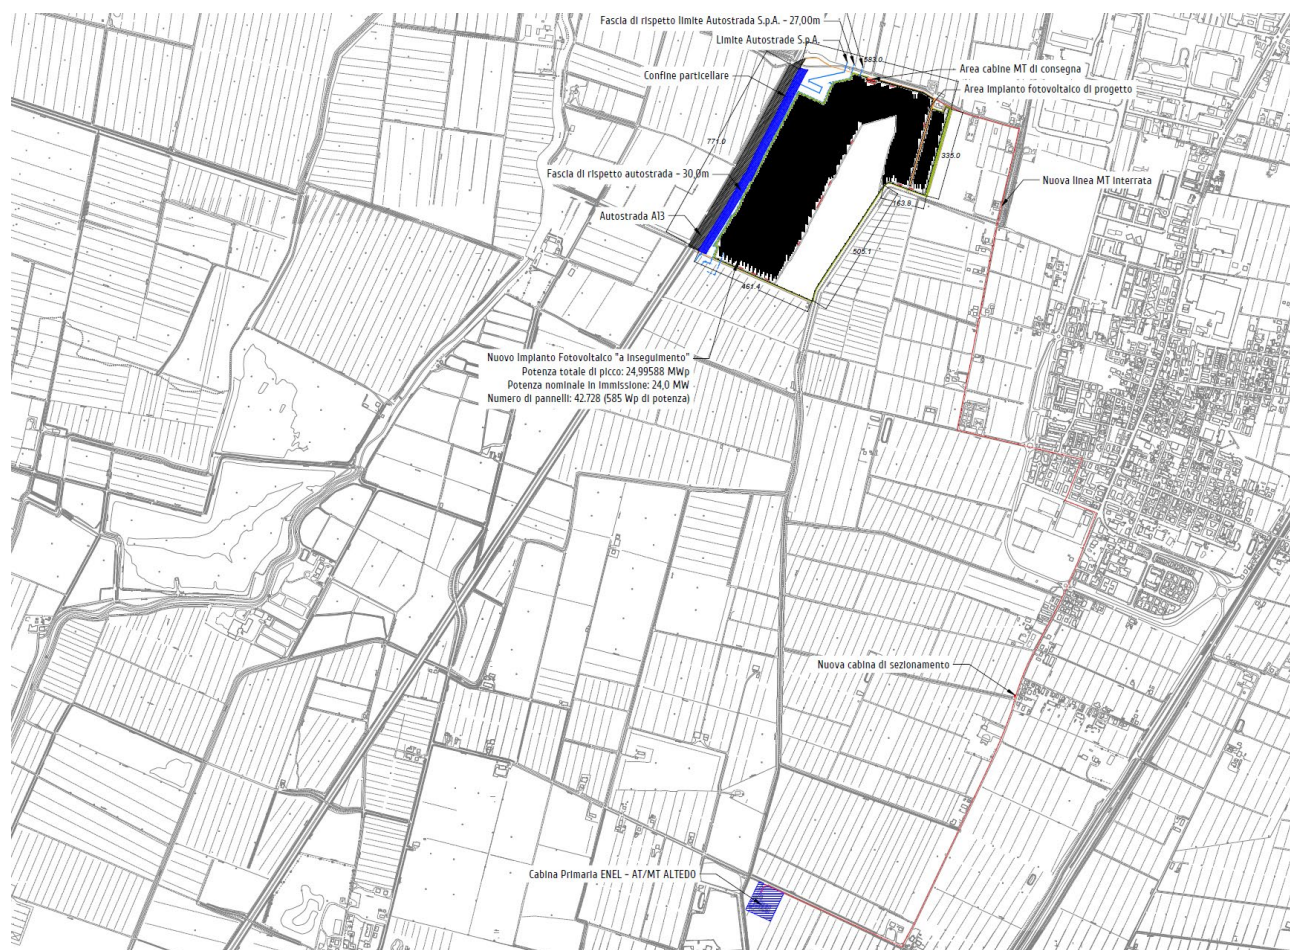 Fascia di rispetto limite Autostrada S.p.A. - 27,00m
Limite Autostrade S.p.A.
583.0
Area cabine MT di consegna
Confine particellare
Area Impianto fotovoltaico di progetto
771.0
335.0
Fascia di rispetto autostrada - 30,0m
Nuova linea MT interrata
163.8
Autostrada A13
505.1
461.4
Nuovo Impianto Fotovoltaico "a Inseguimento"
Potenza totale di picco: 24,99588 MWp
Potenza nominale in immissione: 24,0 MW
Numero di pannelli: 42.728 (585 Wp di potenza)
Nuova cabina di sezionamento
Cabina Primaria ENEL - AT/MT ALTEDO